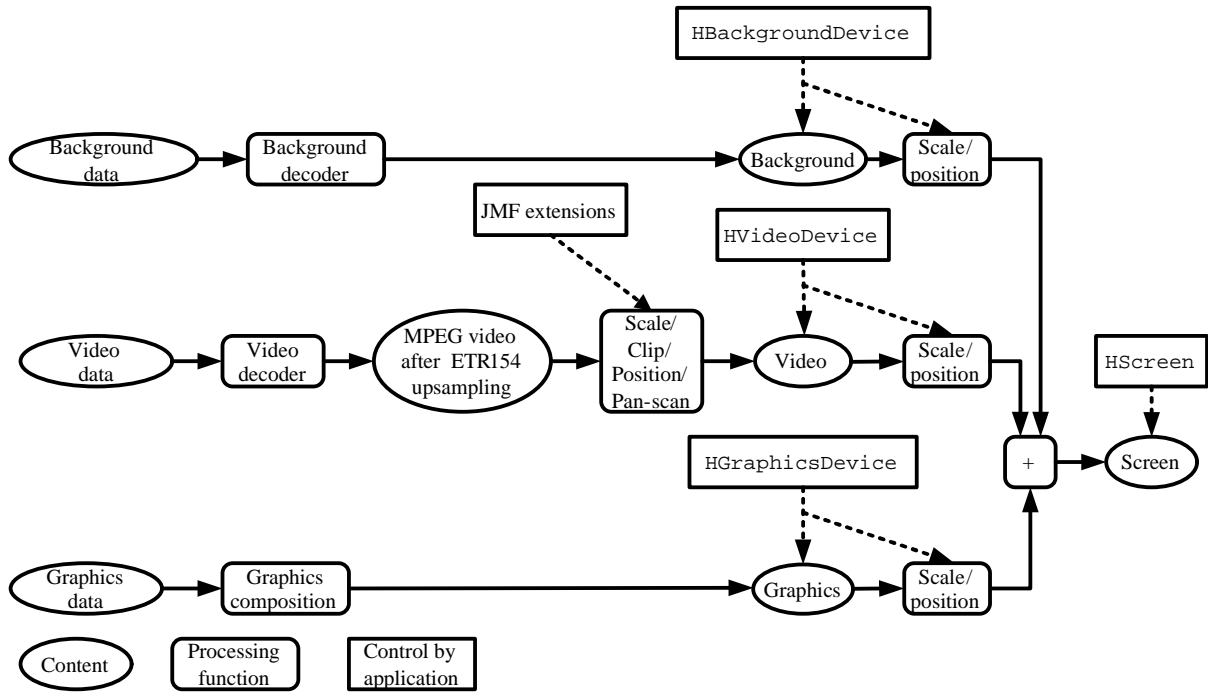 HBackgroundDevice
Background
data
Background
decoder
Background
Scale/
position
JMF extensions
HVideoDevice
Video
data
Video
decoder
MPEG video
after ETR154
upsampling
Scale/
Clip/
Position/
Pan-scan
Video
Scale/
position
HScreen
HGraphicsDevice
+
Screen
Graphics
data
Graphics
composition
Graphics
Scale/
position
Content
Processing
function
Control by
application